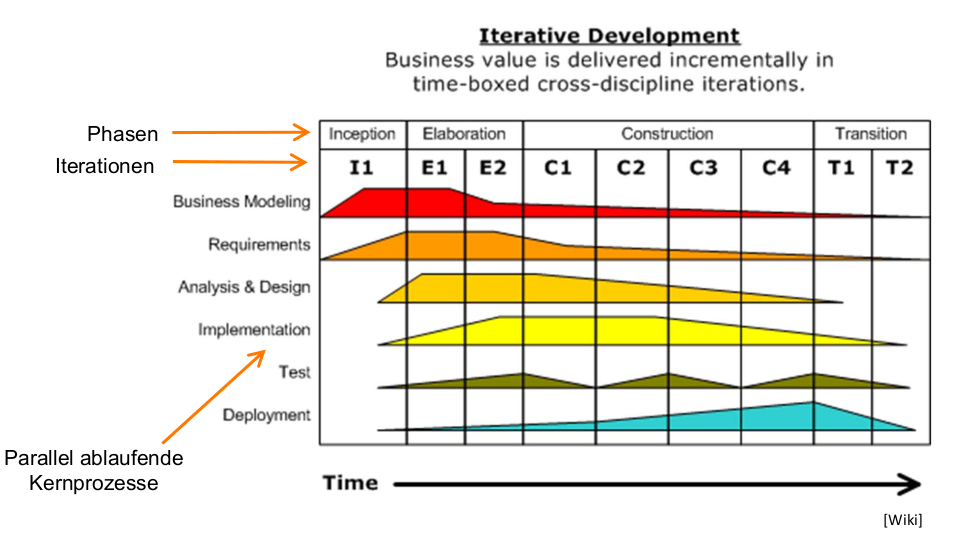 Iterative Development
Business value is delivered incrementally in
time-boxed cross-discipline iterations.
Phasen
Inception Elaboration Construction Transition
Iterationen
I1 E1 E2 C1 C2 C3 C4 T1 T2
Business Modeling
Requirements
Analysis & Design
Implementation
Test
Deployment
Parallel ablaufende
Kernprozesse
Time
[Wiki]